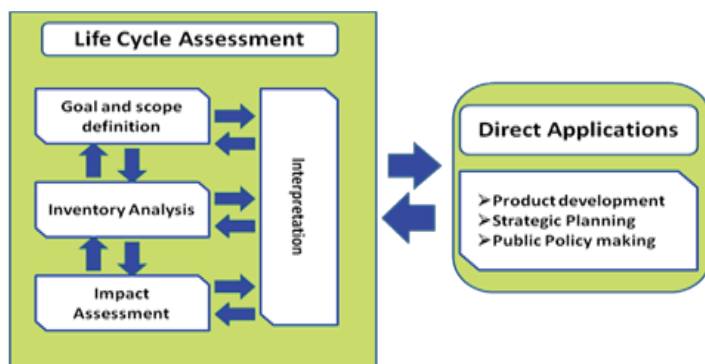 Life Cycle Assessment
Goal and scope
definition
Inventory Analysis
Impact
Assessment
Interpretation
Direct Applications
➢Product development
➢Strategic Planning
➢Public Policy making